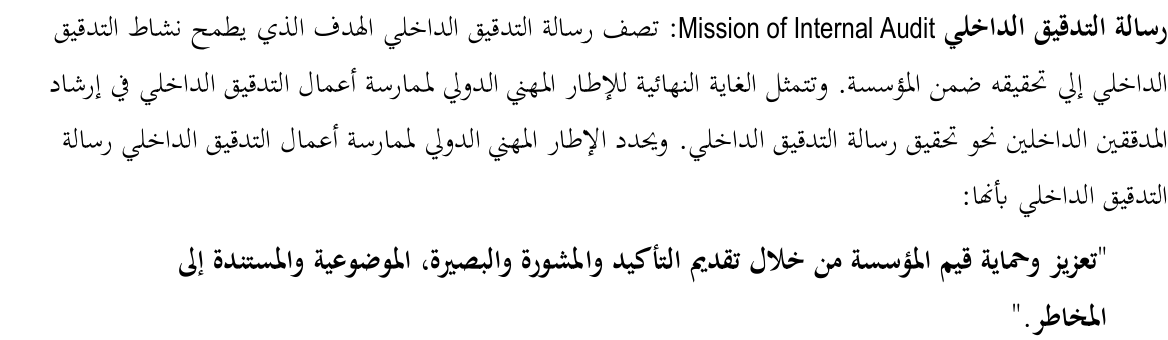 رسالة التدقيق الداخلي Mission of Internal Audit: تصف رسالة التدقيق الداخلي الهدف الذي يطمح نشاط التدقيق
الداخلي إلي تحقيقه ضمن المؤسسة. وتتمثل الغاية النهائية للإطار المهني الدولي لممارسة أعمال التدقيق الداخلي في إرشاد
المدققين الداخلين نحو تحقيق رسالة التدقيق الداخلي. ويحدد الإطار المهني الدولي لممارسة أعمال التدقيق الداخلي رسالة
التدقيق الداخلي بأنها:
"تعزيز وحماية قيم المؤسسة من خلال تقديم التأكيد والمشورة والبصيرة، الموضوعية والمستندة إلى
المخاطر."